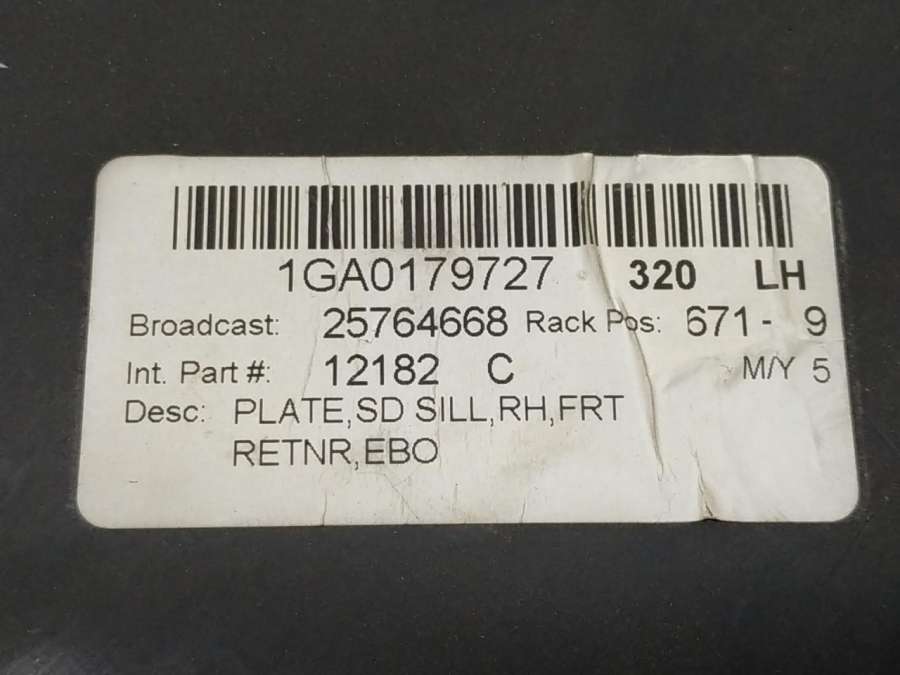 1GA0179727 320 LH
Broadcast: 25764668 Rack Pos: 671- 9
Int. Part #: 12182 C M/Y 5
Desc: PLATE,SD SILL,RH,FRT
RETNR,EBO